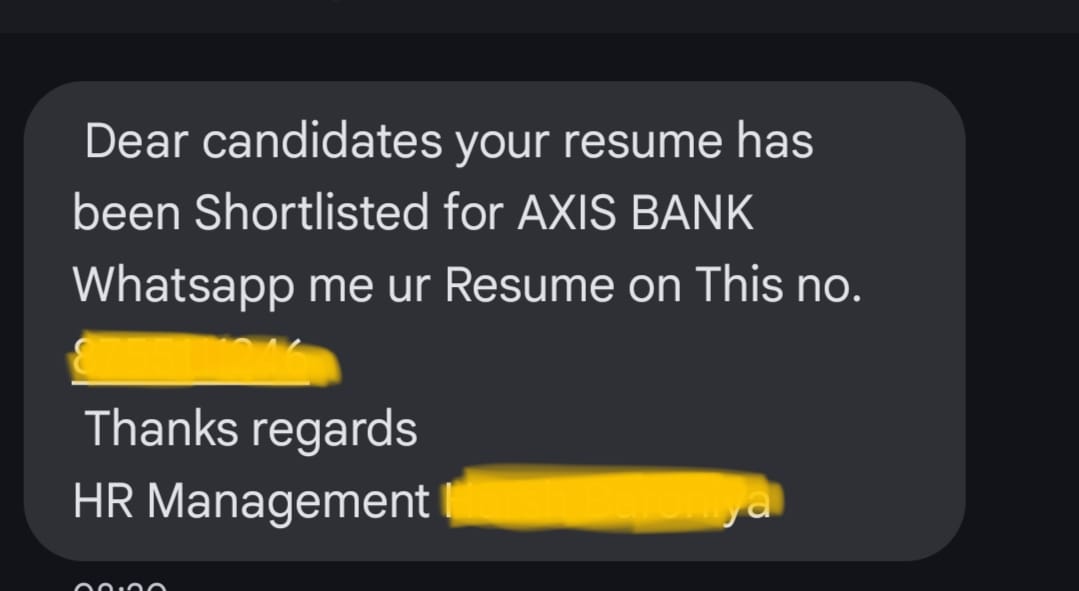 Dear candidates your resume has
been Shortlisted for AXIS BANK
Whatsapp me ur Resume on This no.
Thanks regards
HR Management